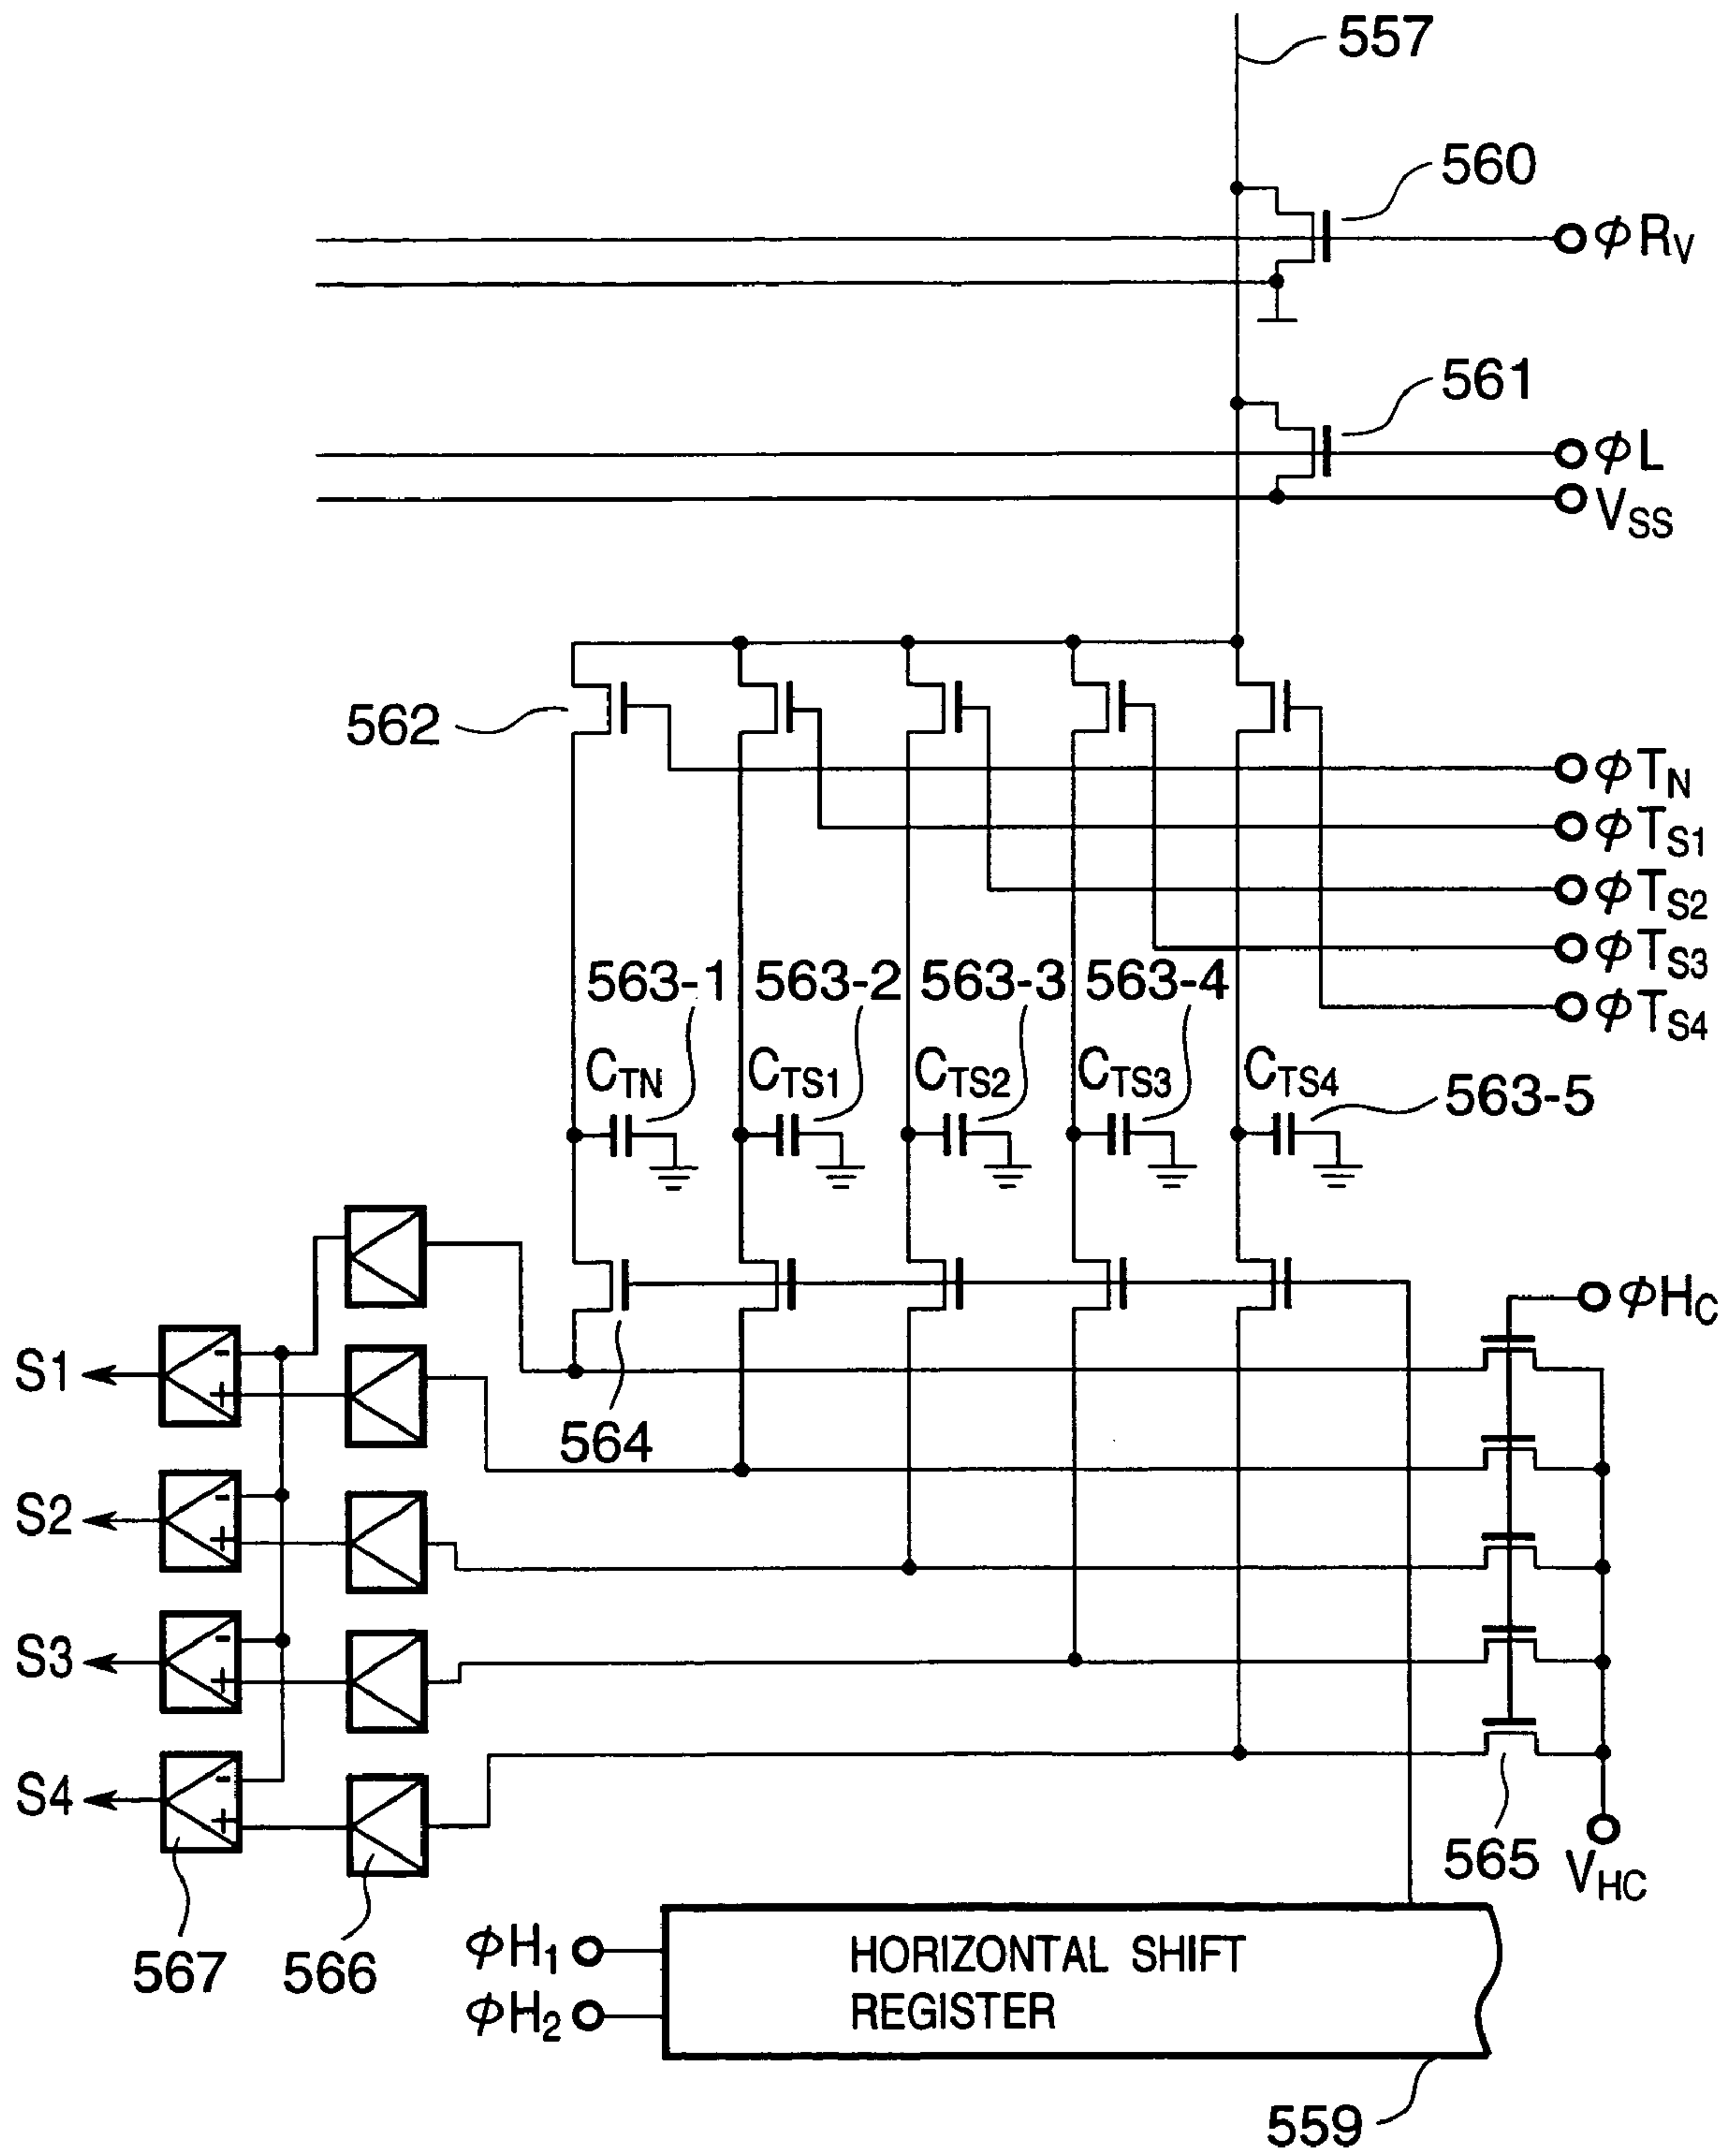 557
560
ϕRV
561
ϕL
VSS
562
ϕTN
ϕTS1
ϕTS2
ϕTS3
ϕTS4
563-1 563-2 563-3 563-4
CTN CTS1 CTS2 CTS3 CTS4
563-5
ϕHC
- +
S1
564
- +
S2
- +
S3
- +
S4
565
VHC
567 566
ϕH1
ϕH2
HORIZONTAL SHIFT
REGISTER
559